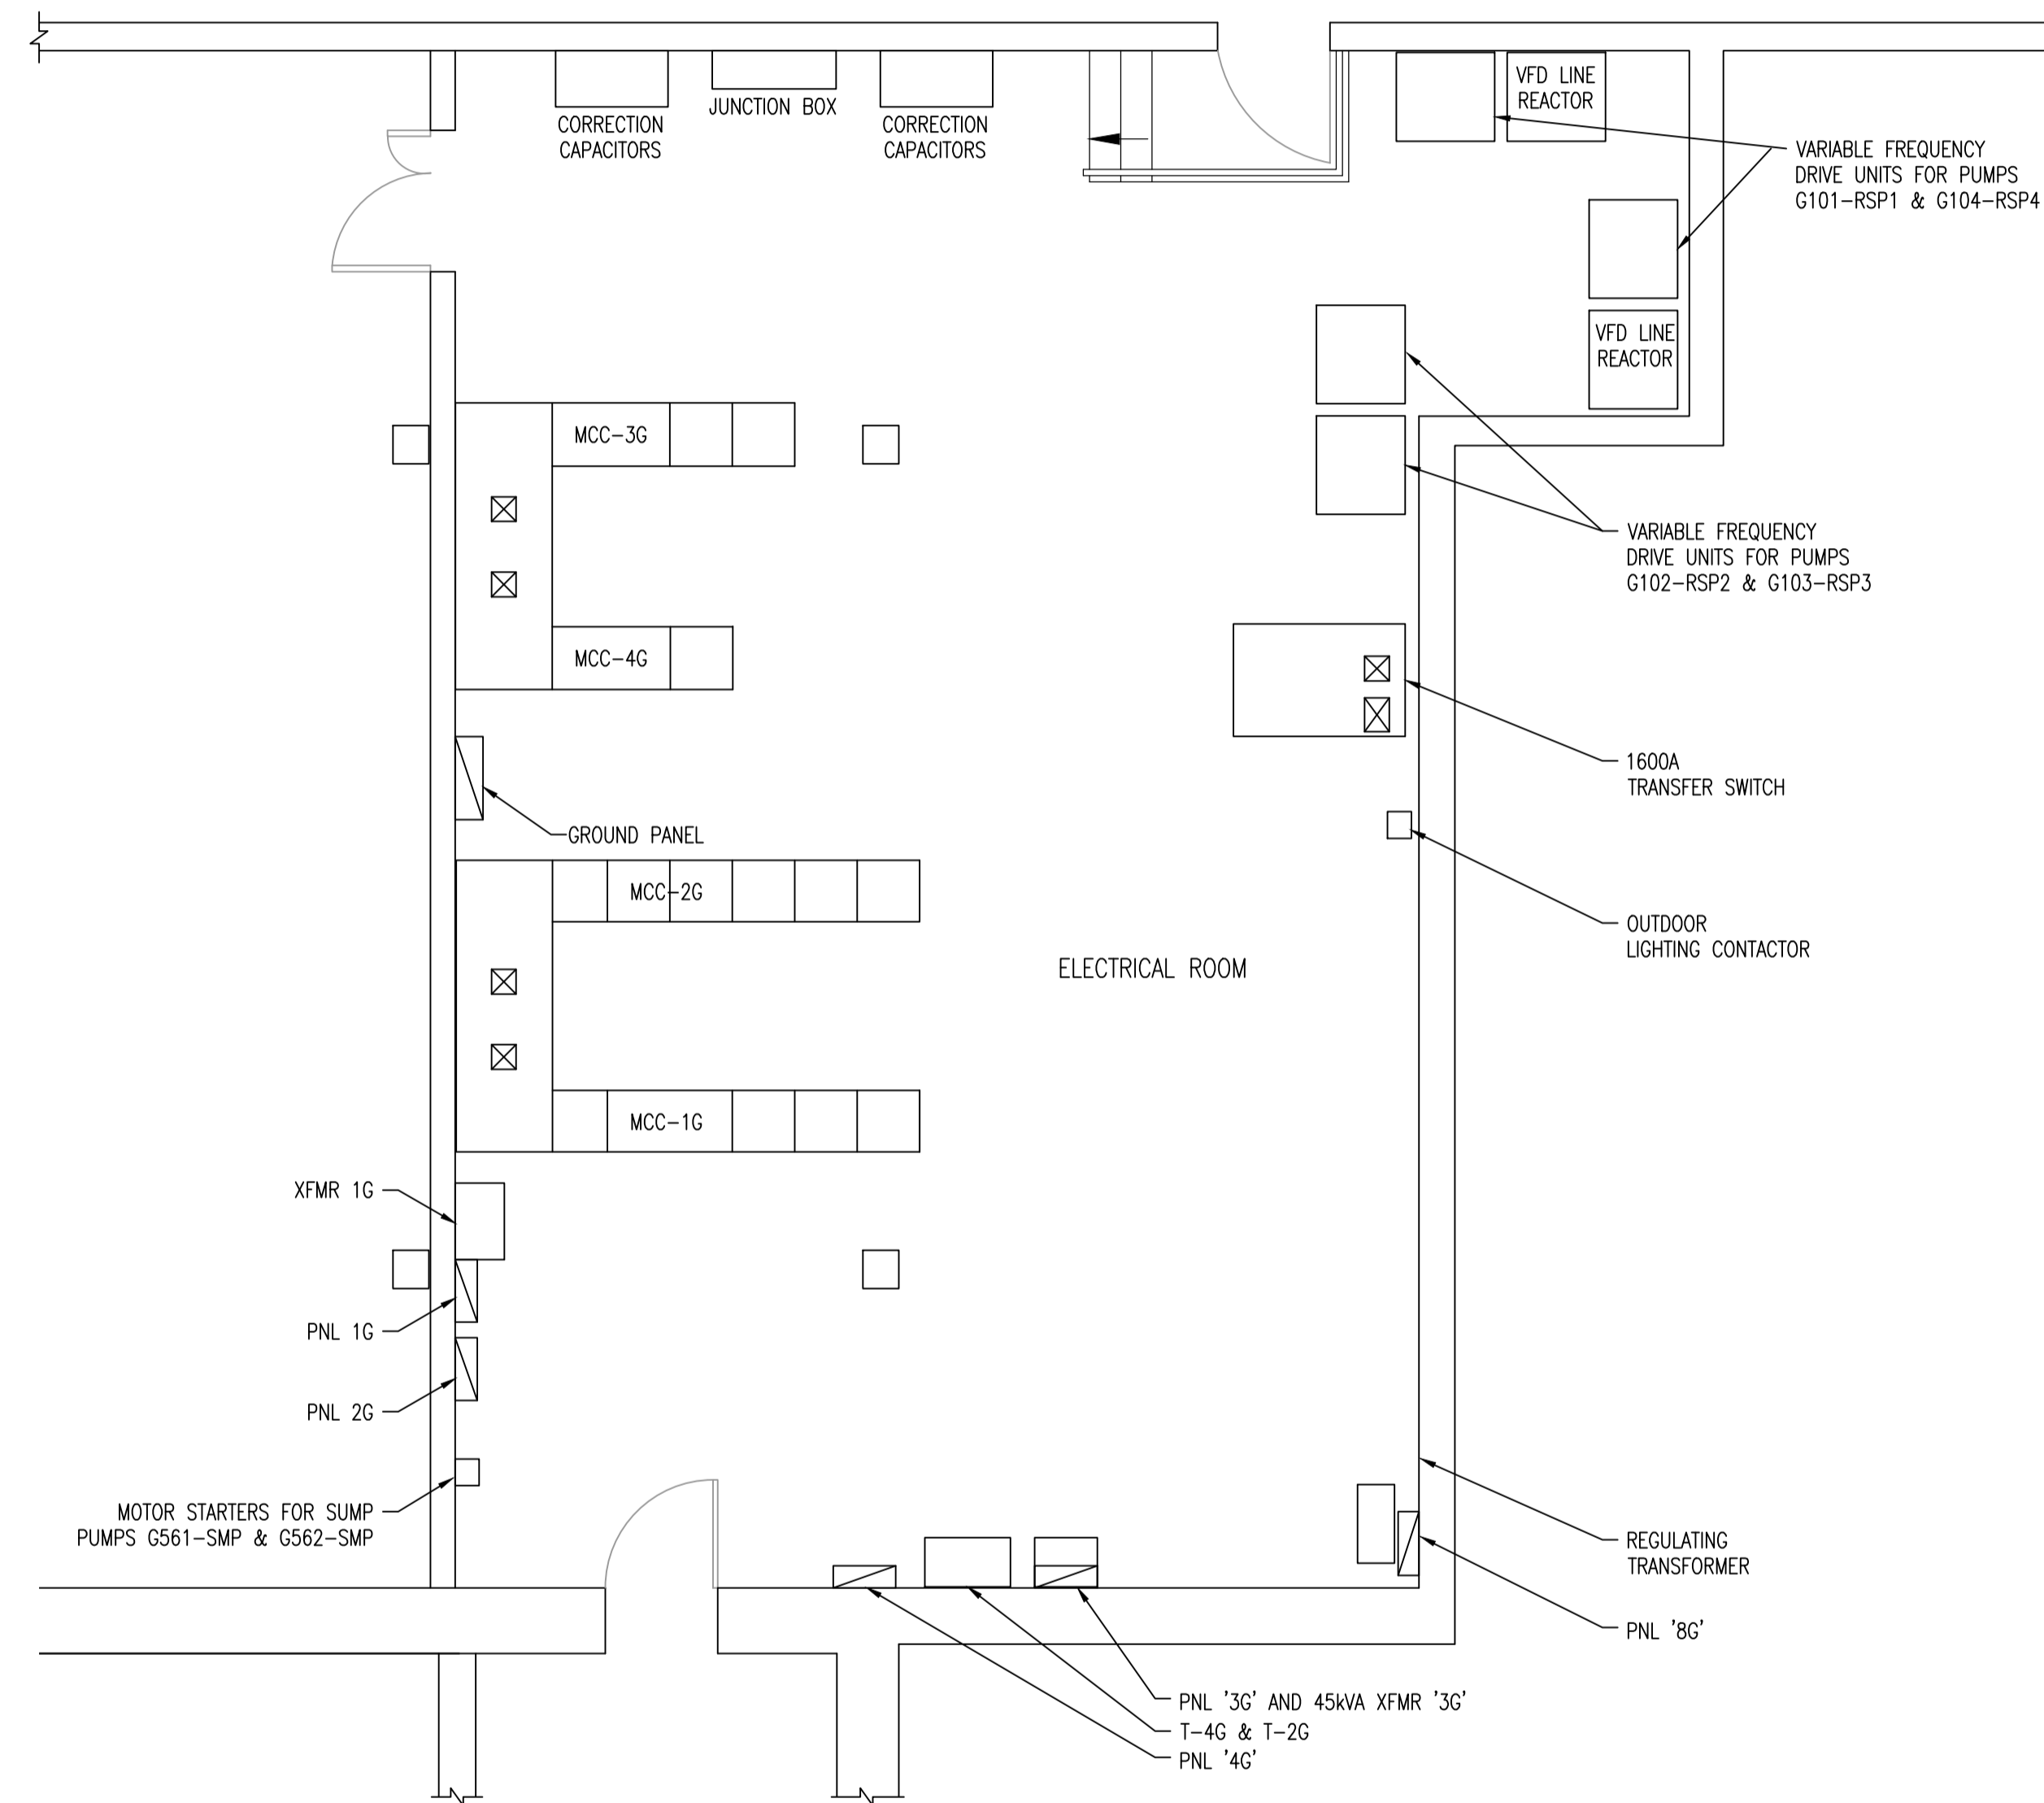 CORRECTION
CAPACITORS
JUNCTION BOX
CORRECTION
CAPACITORS
VFD LINE
REACTOR
VARIABLE FREQUENCY
DRIVE UNITS FOR PUMPS
G101-RSP1 & G104-RSP4
VFD LINE
REACTOR
MCC-3G
VARIABLE FREQUENCY
DRIVE UNITS FOR PUMPS
G102-RSP2 & G103-RSP3
MCC-4G
1600A
TRANSFER SWITCH
GROUND PANEL
MCC-2G
OUTDOOR
LIGHTING CONTACTOR
ELECTRICAL ROOM
MCC-1G
XFMR 1G
PNL 1G
PNL 2G
MOTOR STARTERS FOR SUMP
PUMPS G561-SMP & G562-SMP
REGULATING
TRANSFORMER
PNL '8G'
PNL '3G' AND 45kVA XFMR '3G'
T-4G & T-2G
PNL '4G'